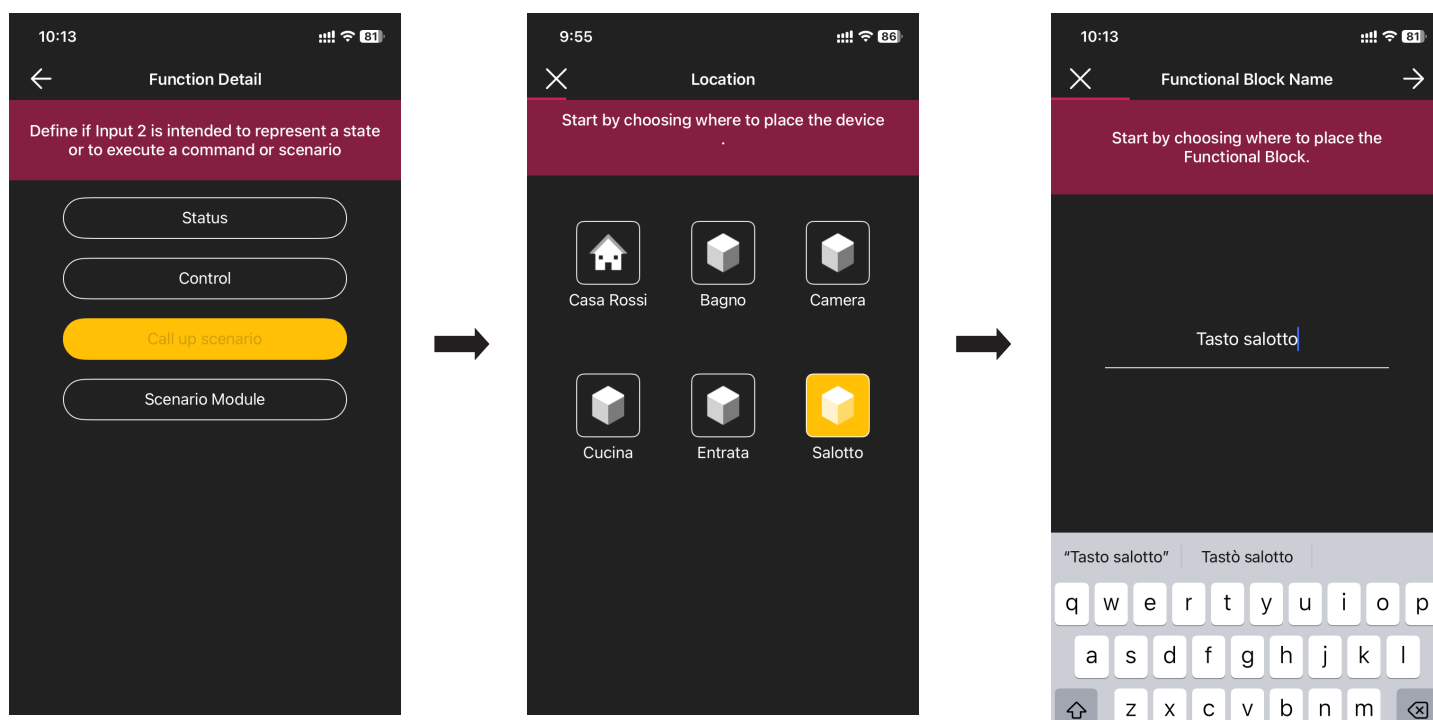 10:13
81
Function Detail
Define if Input 2 is intended to represent a state
or to execute a command or scenario
Status
Control
Call up scenario
Scenario Module
9:55
86
Location
Start by choosing where to place the device
.
Casa Rossi
Bagno
Camera
Cucina
Entrata
Salotto
10:13
81
Functional Block Name
Start by choosing where to place the
Functional Block.
Tasto salotto
“Tasto salotto”
Tastò salotto
q w e r t y u i o p
a s d f g h j k l
z x c v b n m